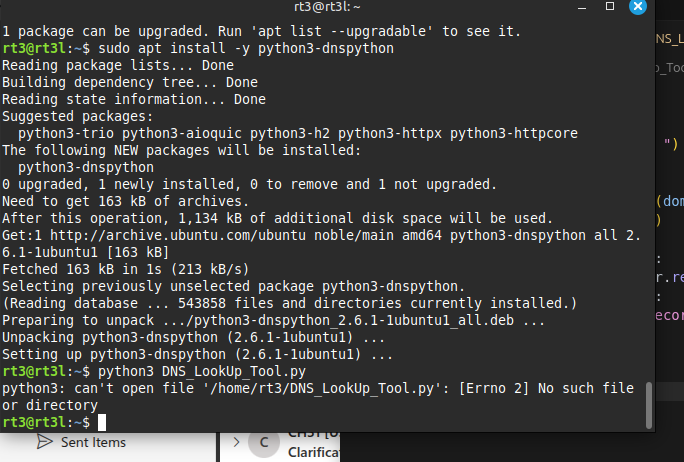 rt3@rt3l: ~
1 package can be upgraded. Run 'apt list --upgradable' to see it.
rt3@rt3l:~$ sudo apt install -y python3-dnspython
Reading package lists... Done
Building dependency tree... Done
Reading state information... Done
Suggested packages:
  python3-trio python3-aioquic python3-h2 python3-httpx python3-httpcore
The following NEW packages will be installed:
  python3-dnspython
0 upgraded, 1 newly installed, 0 to remove and 1 not upgraded.
Need to get 163 kB of archives.
After this operation, 1,134 kB of additional disk space will be used.
Get:1 http://archive.ubuntu.com/ubuntu noble/main amd64 python3-dnspython all 2.
6.1-1ubuntu1 [163 kB]
Fetched 163 kB in 1s (213 kB/s)
Selecting previously unselected package python3-dnspython.
(Reading database ... 543858 files and directories currently installed.)
Preparing to unpack .../python3-dnspython_2.6.1-1ubuntu1_all.deb ...
Unpacking python3-dnspython (2.6.1-1ubuntu1) ...
Setting up python3-dnspython (2.6.1-1ubuntu1) ...
rt3@rt3l:~$ python3 DNS_LookUp_Tool.py
python3: can't open file '/home/rt3/DNS_LookUp_Tool.py': [Errno 2] No such file
or directory
rt3@rt3l:~$
NS_L
p_Too
")
(dom
)
:
r.re
:
ecor
Sent Items
C
Clarifica